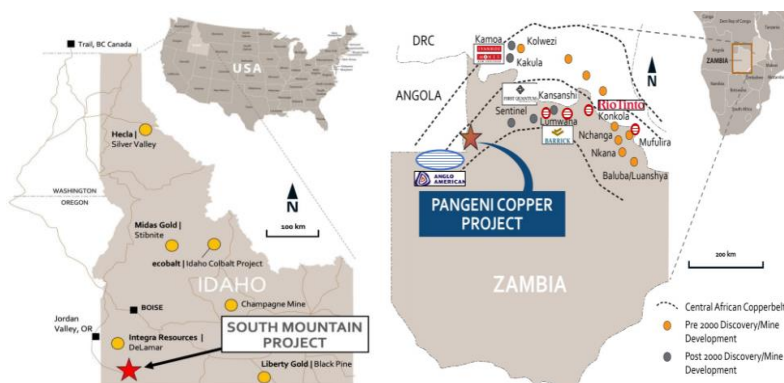 Trail, BC Canada
USA
Hecla |
Silver Valley
WASHINGTON
OREGON
N
100 km
Midas Gold |
Stibnite
ecobalt | Idaho Colbalt Project
IDAHO
BOISE
Champagne Mine
Jordan
Valley, OR
Integra Resources |
DeLamar
SOUTH MOUNTAIN
PROJECT
Liberty Gold | Black Pine
DRC
Kamoa
Kolwezi
Kakula
ANGOLA
N
Kansanshi
FIRST QUANTUM
RioTinto
Sentinel
Lumwana
Konkola
BARRICK
Nchanga
Mufulira
Nkana
Baluba/Luanshya
ANGLO
AMERICAN
PANGENI COPPER
PROJECT
ZAMBIA
ZAMBIA
200 km
Central African Copperbelt
Pre 2000 Discovery/Mine
Development
Post 2000 Discovery/Mine
Development